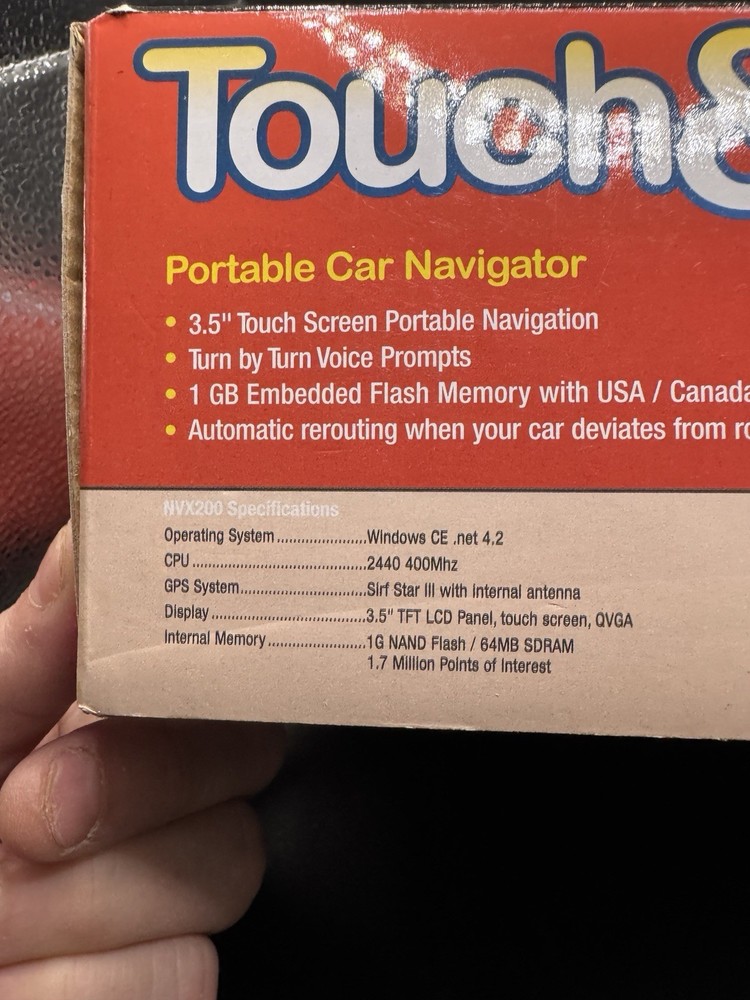 Touch&
Portable Car Navigator
• 3.5" Touch Screen Portable Navigation
• Turn by Turn Voice Prompts
• 1 GB Embedded Flash Memory with USA / Canada
• Automatic rerouting when your car deviates from
NVX200 Specifications
Operating System......................Windows CE .net 4.2
CPU..........................................2440 400Mhz
GPS System..............................Sirf Star III with internal antenna
Display.....................................3.5" TFT LCD Panel, touch screen, QVGA
Internal Memory........................1G NAND Flash / 64MB SDRAM
1.7 Million Points of Interest